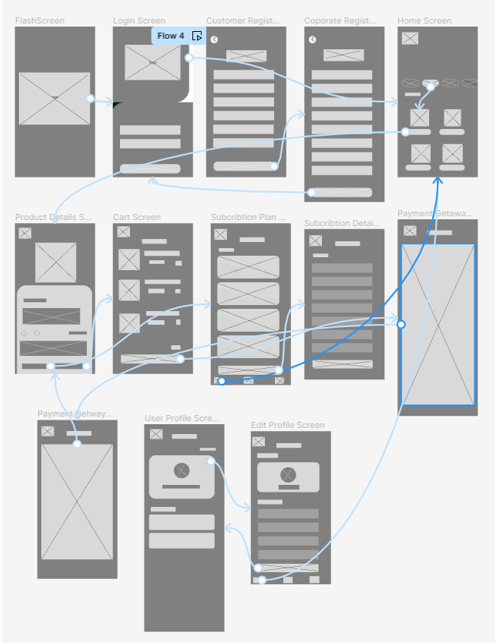 FlashScreen
Login Screen
Customer Regist...
Coporate Regist...
Home Screen
Flow 4
Product Details S...
Cart Screen
Subcribtion Plan ...
Subcribtion Detai...
Payment Getawa...
Payment Getway...
User Profile Scre...
Edit Profile Screen